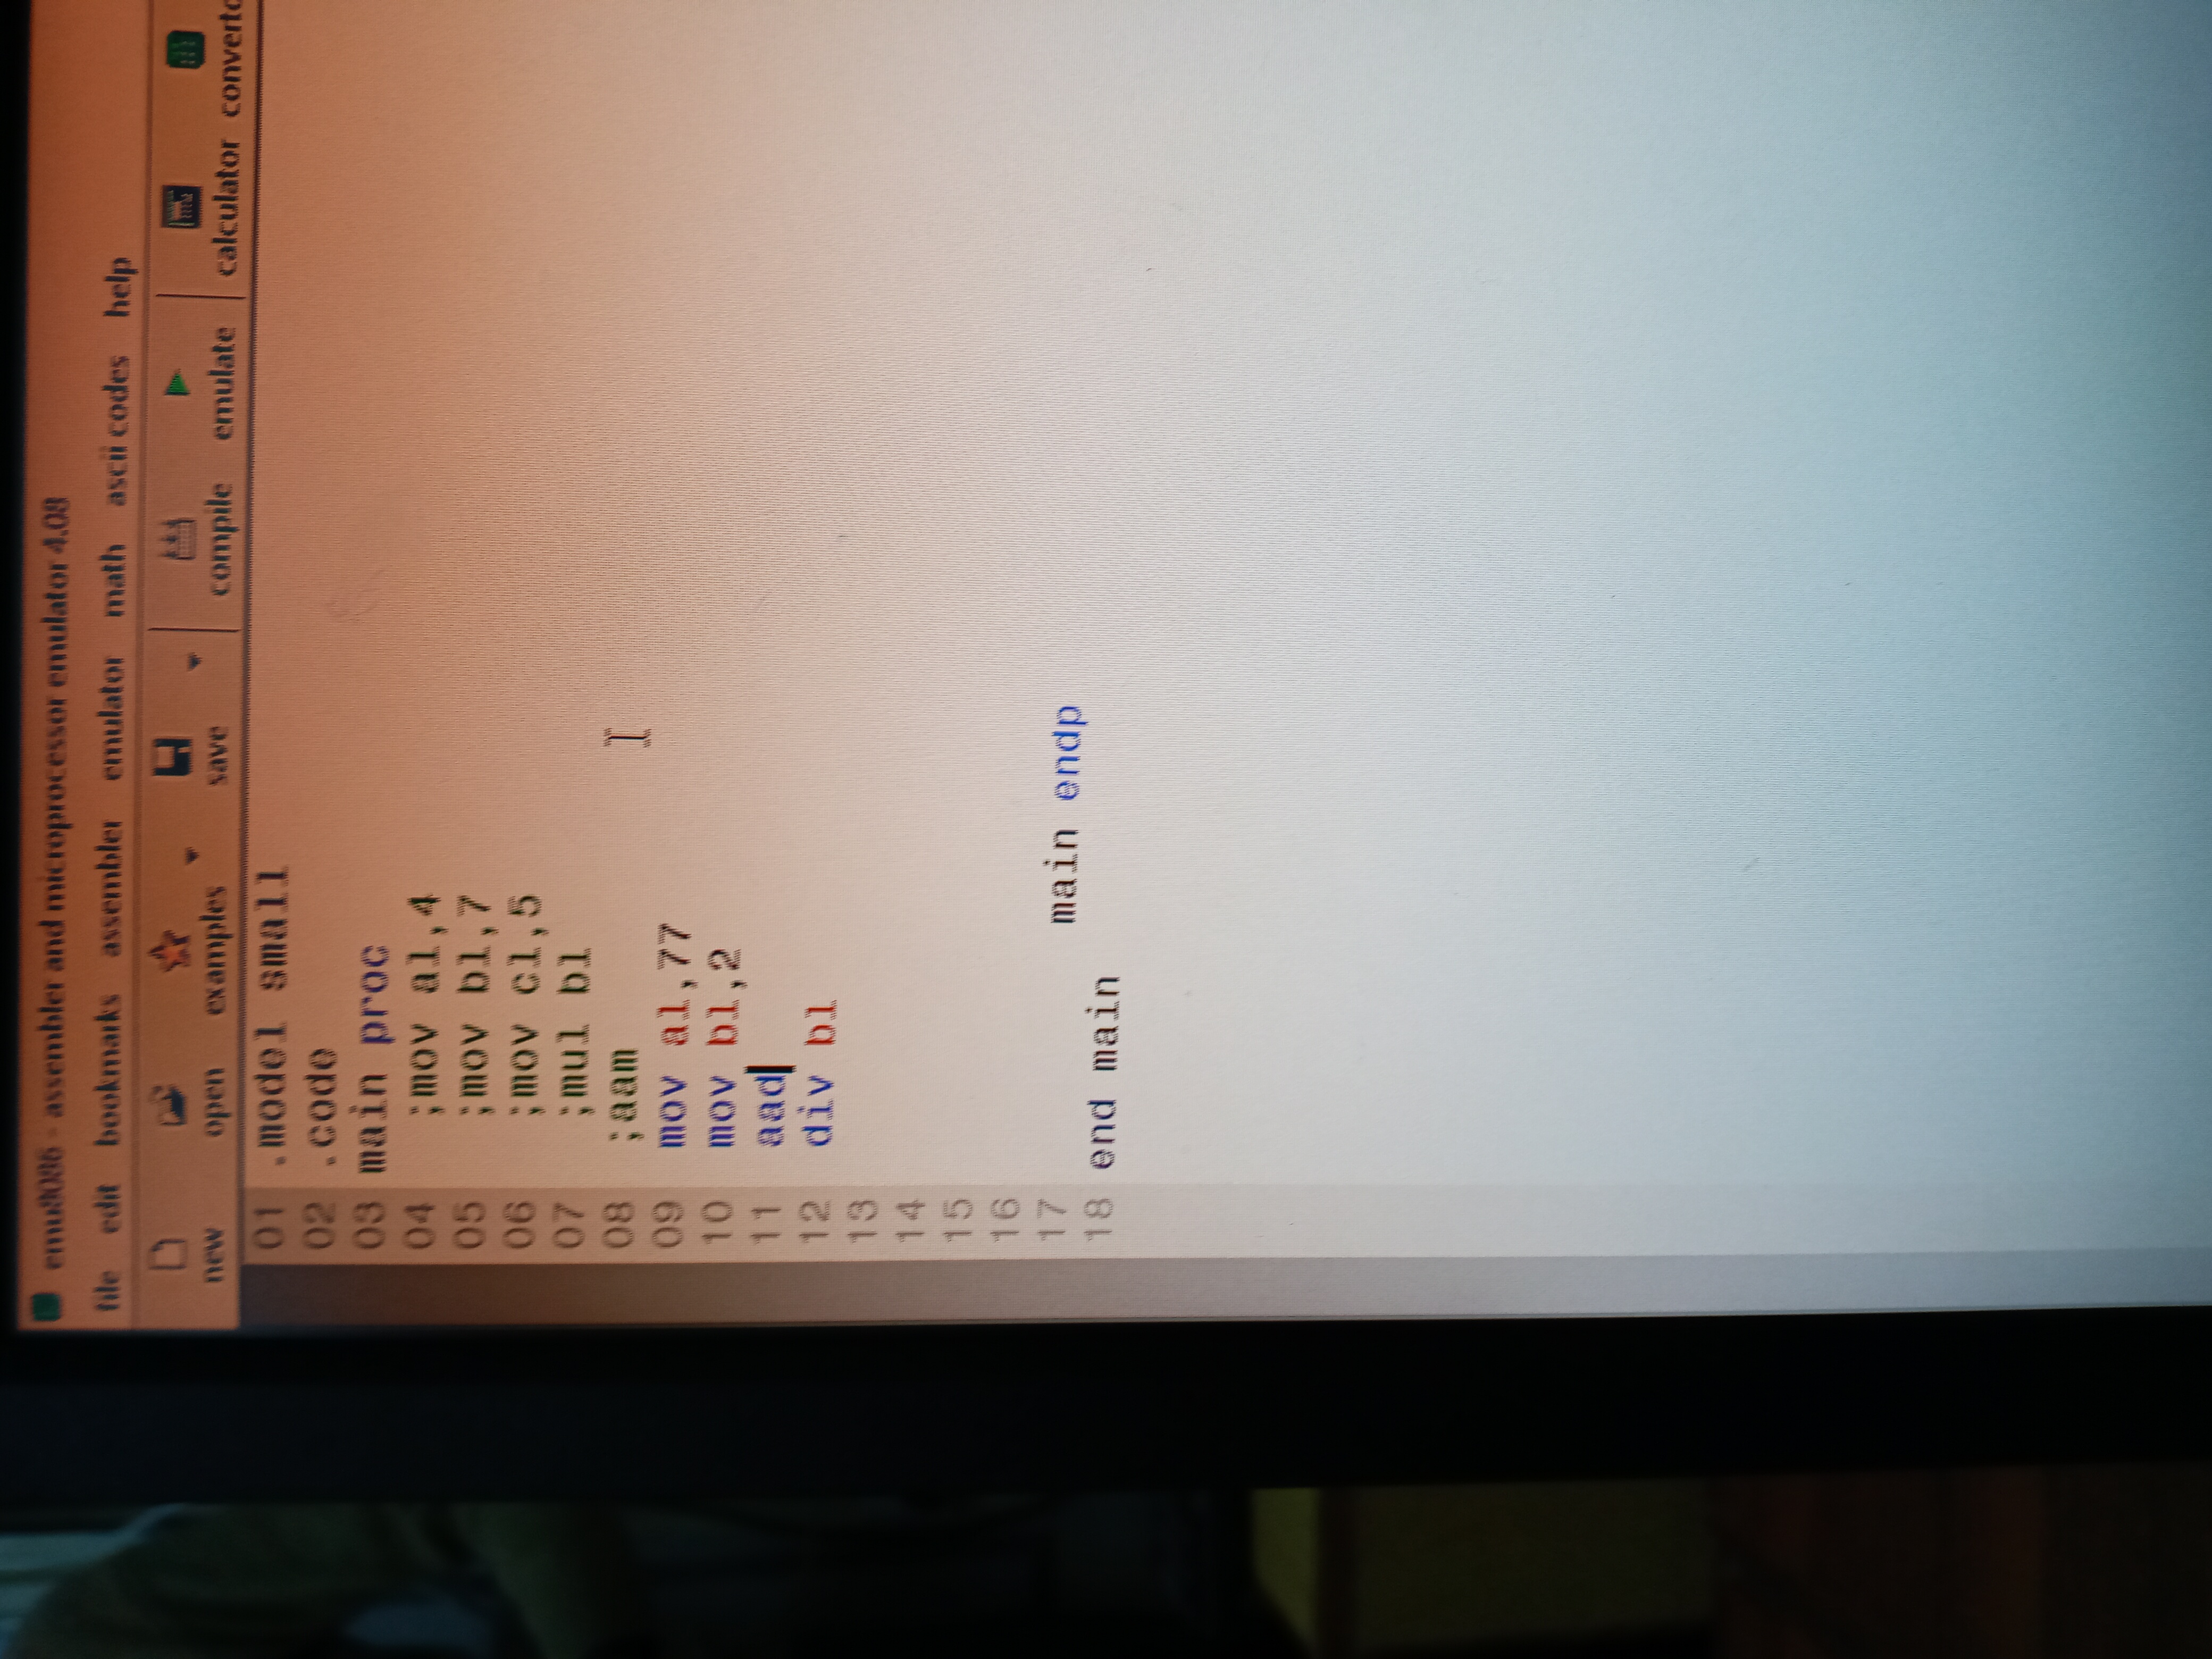 emu8086 - assembler and microprocessor emulator 4.08
file edit bookmarks assembler emulator math ascii codes help
new open examples save compile emulate calculator converto
01 .model small
02 .code
03 main proc
04 ;mov al,4
05 ;mov bl,7
06 ;mov cl,5
07 ;mul bl
08 ;aam
09 mov al,77
10 mov bl,2
11 aad
12 div bl
13
14
15
16
17 main endp
18 end main